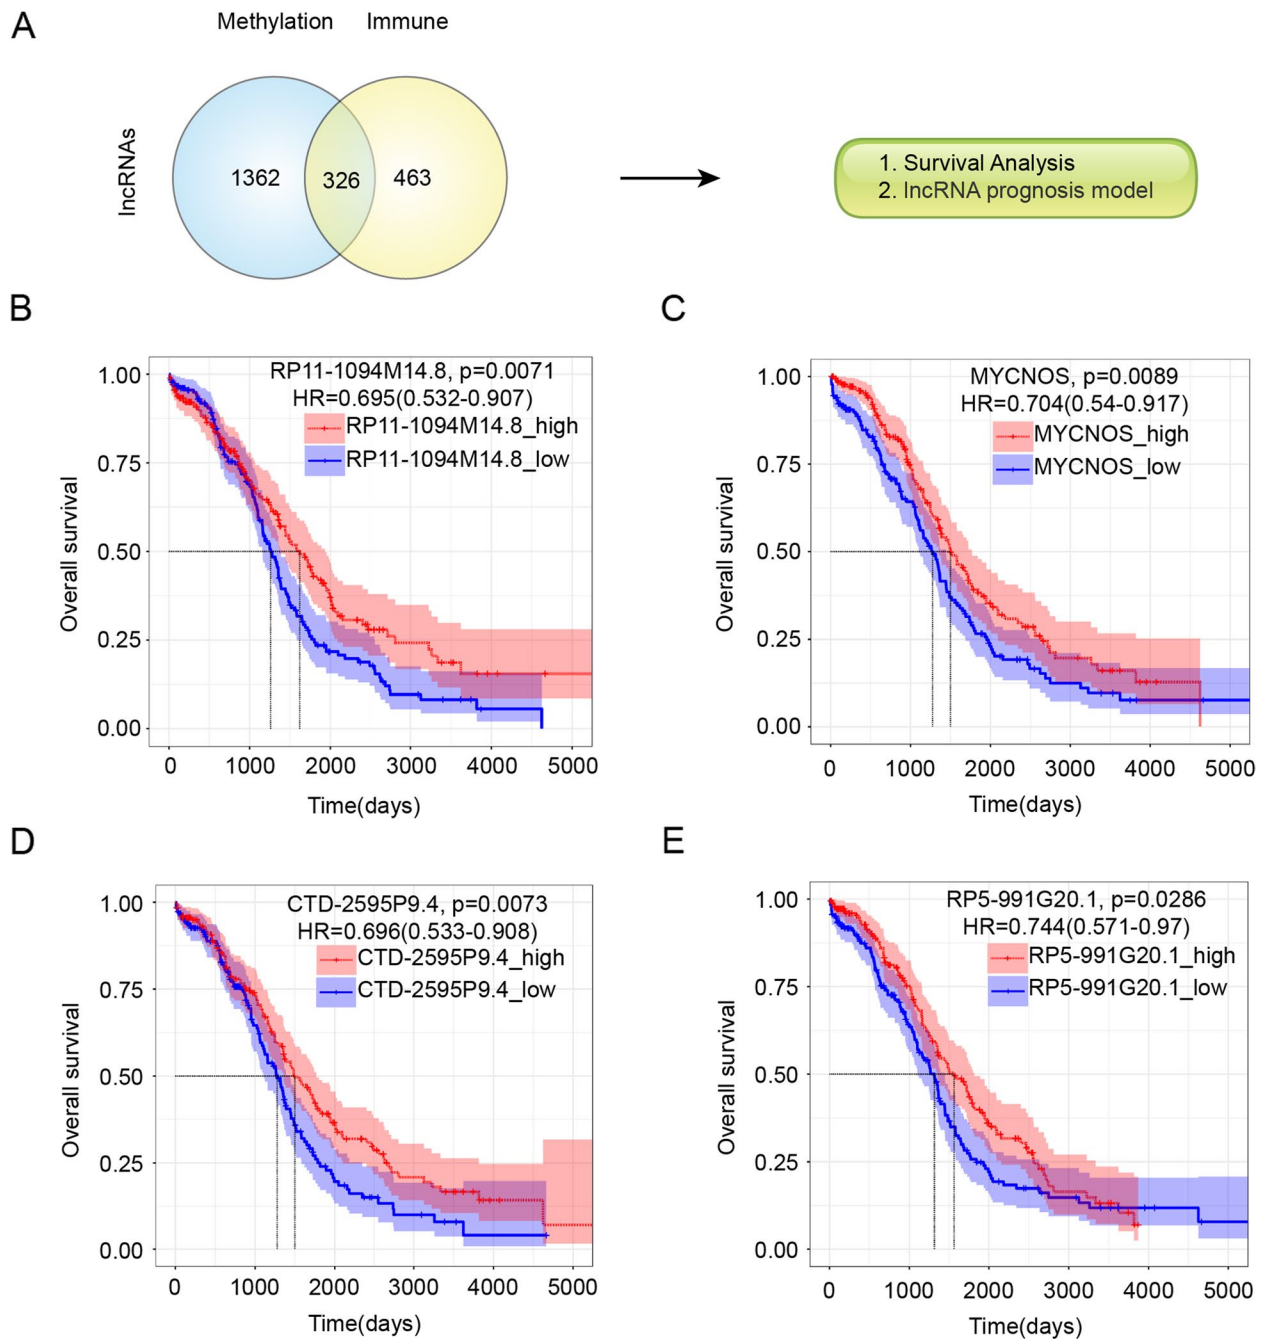 A
Methylation Immune
lncRNAs
1362 326 463
1. Survival Analysis
2. lncRNA prognosis model
B
RP11-1094M14.8, p=0.0071
HR=0.695(0.532-0.907)
RP11-1094M14.8_high
RP11-1094M14.8_low
Overall survival
1.00
0.75
0.50
0.25
0.00
0 1000 2000 3000 4000 5000
Time(days)
C
MYCNOS, p=0.0089
HR=0.704(0.54-0.917)
MYCNOS_high
MYCNOS_low
Overall survival
1.00
0.75
0.50
0.25
0.00
0 1000 2000 3000 4000 5000
Time(days)
D
CTD-2595P9.4, p=0.0073
HR=0.696(0.533-0.908)
CTD-2595P9.4_high
CTD-2595P9.4_low
Overall survival
1.00
0.75
0.50
0.25
0.00
0 1000 2000 3000 4000 5000
Time(days)
E
RP5-991G20.1, p=0.0286
HR=0.744(0.571-0.97)
RP5-991G20.1_high
RP5-991G20.1_low
Overall survival
1.00
0.75
0.50
0.25
0.00
0 1000 2000 3000 4000 5000
Time(days)